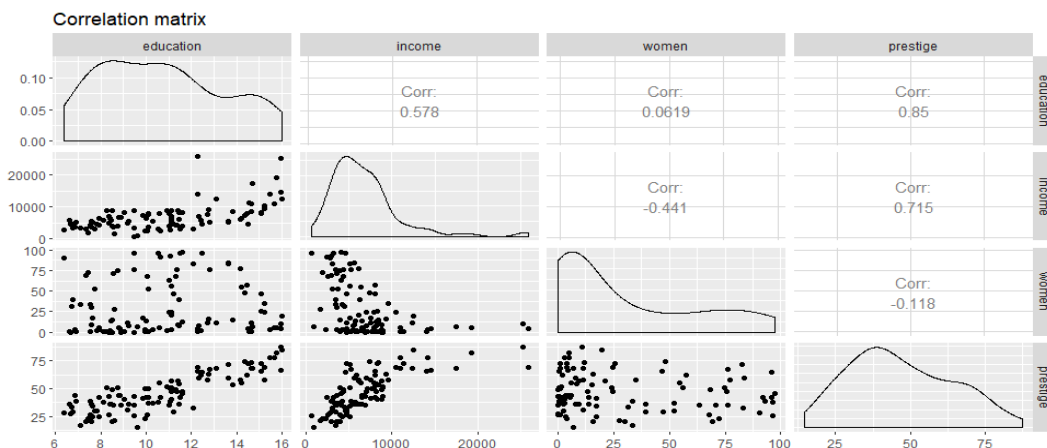 Correlation matrix
education income women prestige
0.10
0.05
0.00
Corr:
0.578
Corr:
0.0619
Corr:
0.85
education
20000
10000
0
Corr:
-0.441
Corr:
0.715
income
100
75
50
25
0
Corr:
-0.118
women
75
50
25
prestige
6 8 10 12 14 16 0 10000 20000 0 25 50 75 100 25 50 75